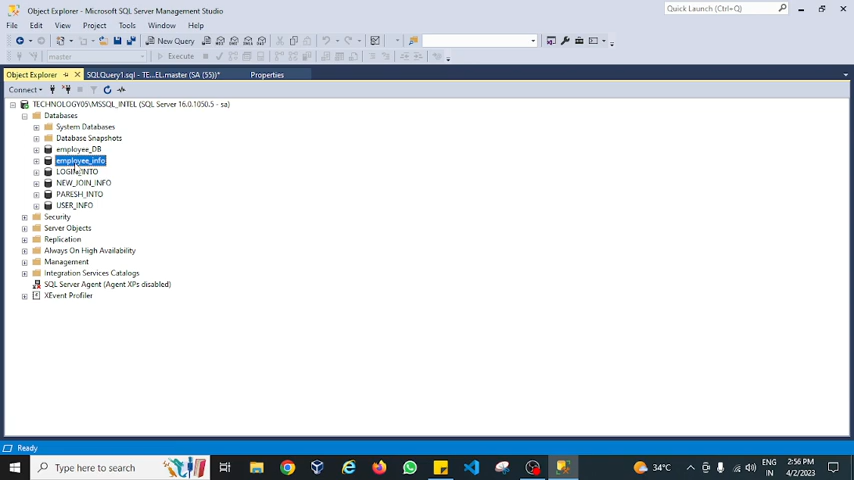 Object Explorer - Microsoft SQL Server Management Studio
Quick Launch (Ctrl+Q)
File Edit View Project Tools Window Help
New Query
master
Execute
Object Explorer SQLQuery1.sql - TE...EL.master (SA (55))* Properties
Connect
TECHNOLOGY05\MSSQL_INTEL (SQL Server 16.0.1050.5 - sa)
Databases
System Databases
Database Snapshots
employee_DB
employee_info
LOGIN_INTO
NEW_JOIN_INFO
PARESH_INTO
USER_INFO
Security
Server Objects
Replication
Always On High Availability
Management
Integration Services Catalogs
SQL Server Agent (Agent XPs disabled)
XEvent Profiler
Ready
Type here to search
34°C
ENG
IN
2:56 PM
4/2/2023